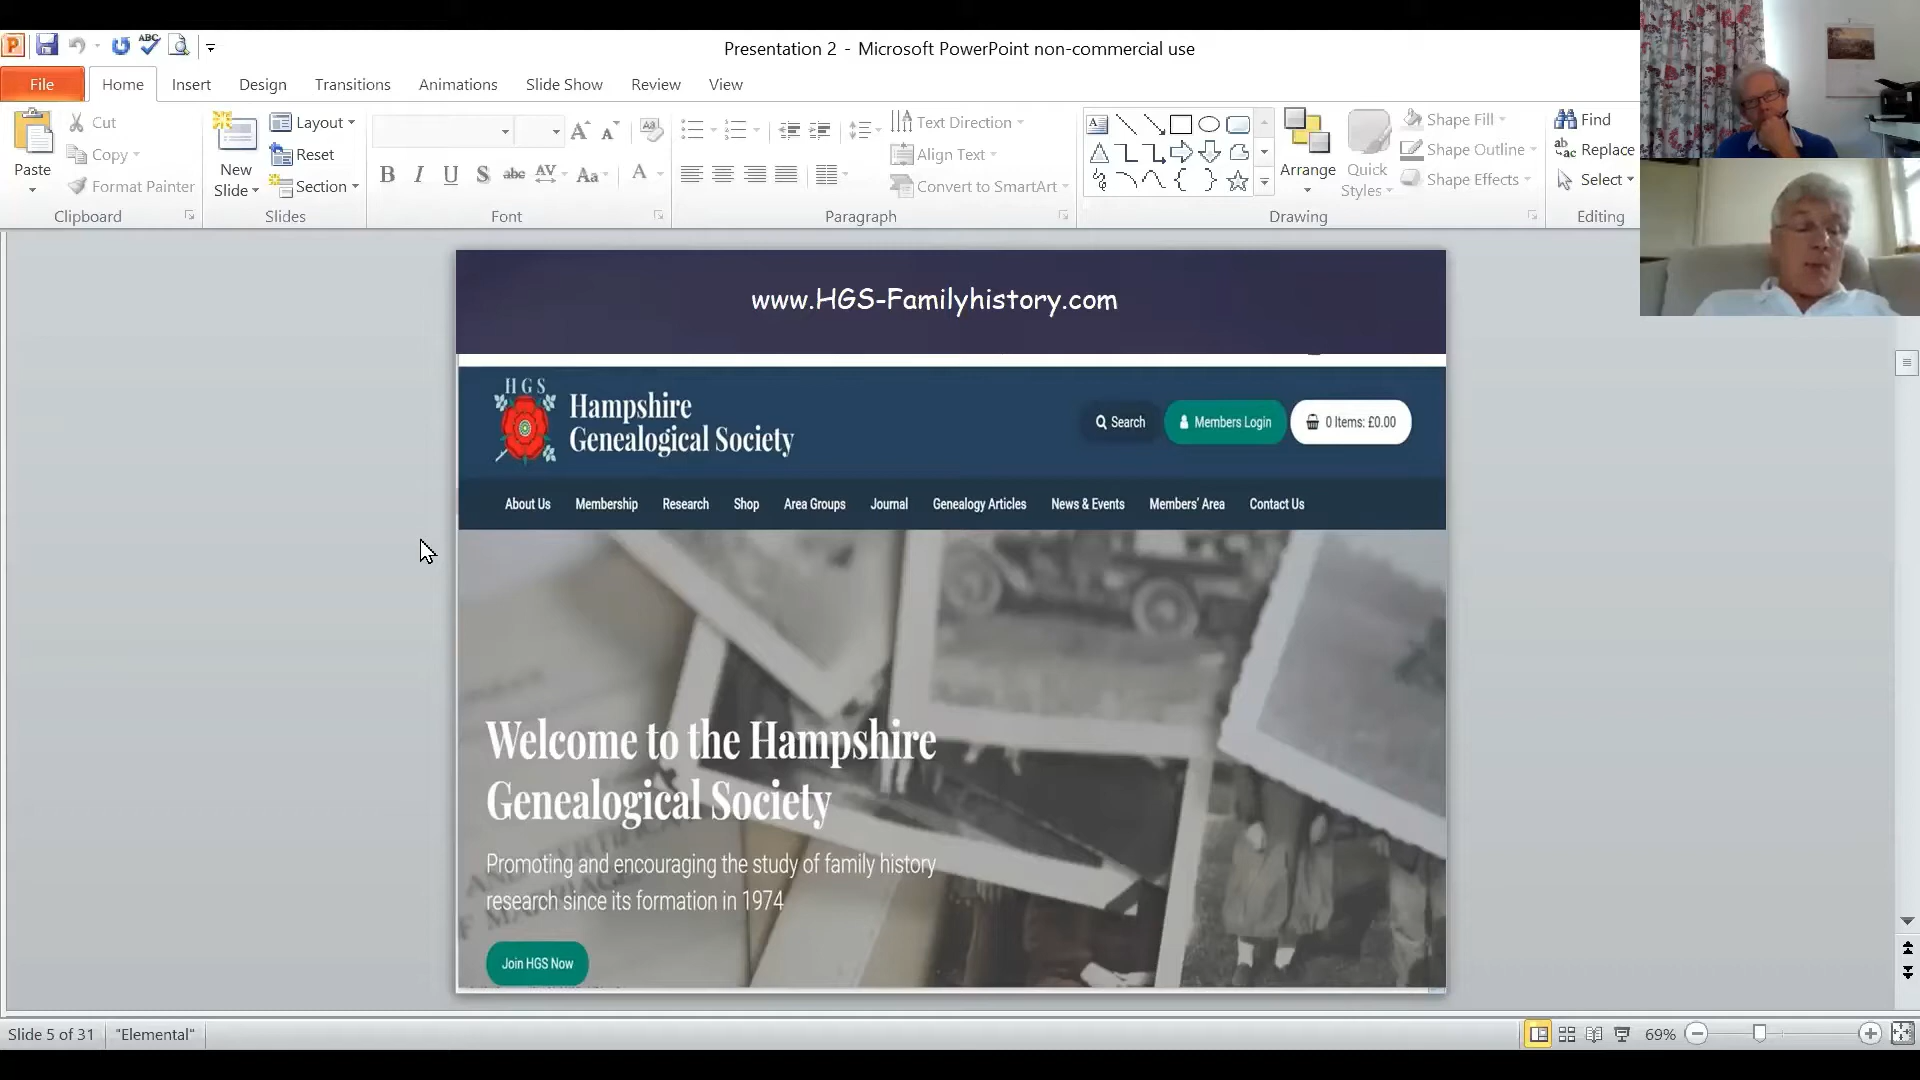 Presentation 2 - Microsoft PowerPoint non-commercial use
File Home Insert Design Transitions Animations Slide Show Review View
Paste
Cut
Copy
Format Painter
Clipboard
New Slide
Layout
Reset
Section
Slides
B I U S abc AV Aa A
Font
Text Direction
Align Text
Convert to SmartArt
Paragraph
Arrange
Quick Styles
Shape Fill
Shape Outline
Shape Effects
Drawing
Find
Replace
Select
Editing
www.HGS-Familyhistory.com
HGS
Hampshire
Genealogical Society
Search Members Login 0 Items: £0.00
About Us Membership Research Shop Area Groups Journal Genealogy Articles News & Events Members' Area Contact Us
Welcome to the Hampshire
Genealogical Society
Promoting and encouraging the study of family history
research since its formation in 1974
Join HGS Now
Slide 5 of 31 "Elemental" 69%